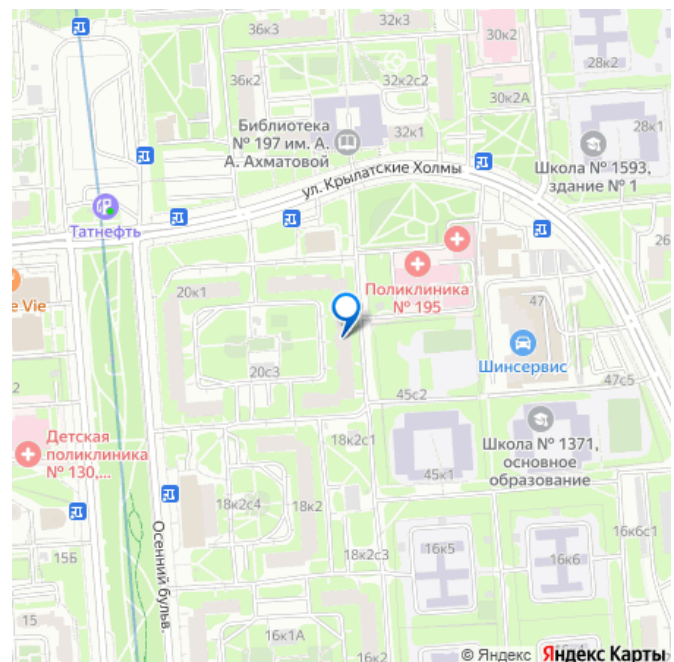 36к3
32к3
30к2
28к2
36к2
32к2с2
30к2А
Библиотека
№ 197 им. А.
А. Ахматовой
32к1
28к1
Школа № 1593,
здание № 1
ул. Крылатские Холмы
Татнефть
26
Поликлиника
№ 195
20к1
e Vie
47
Шинсервис
20с3
2
45с2
47с5
Детская
поликлиника
№ 130,...
18к2с1
Школа № 1371,
основное
образование
45к1
18к2с4
18к2
Осенний бульв.
15Б
18к2с3
16к5
16к6
16к6с1
15
16к1А
16к2
© Яндекс Яндекс Карты